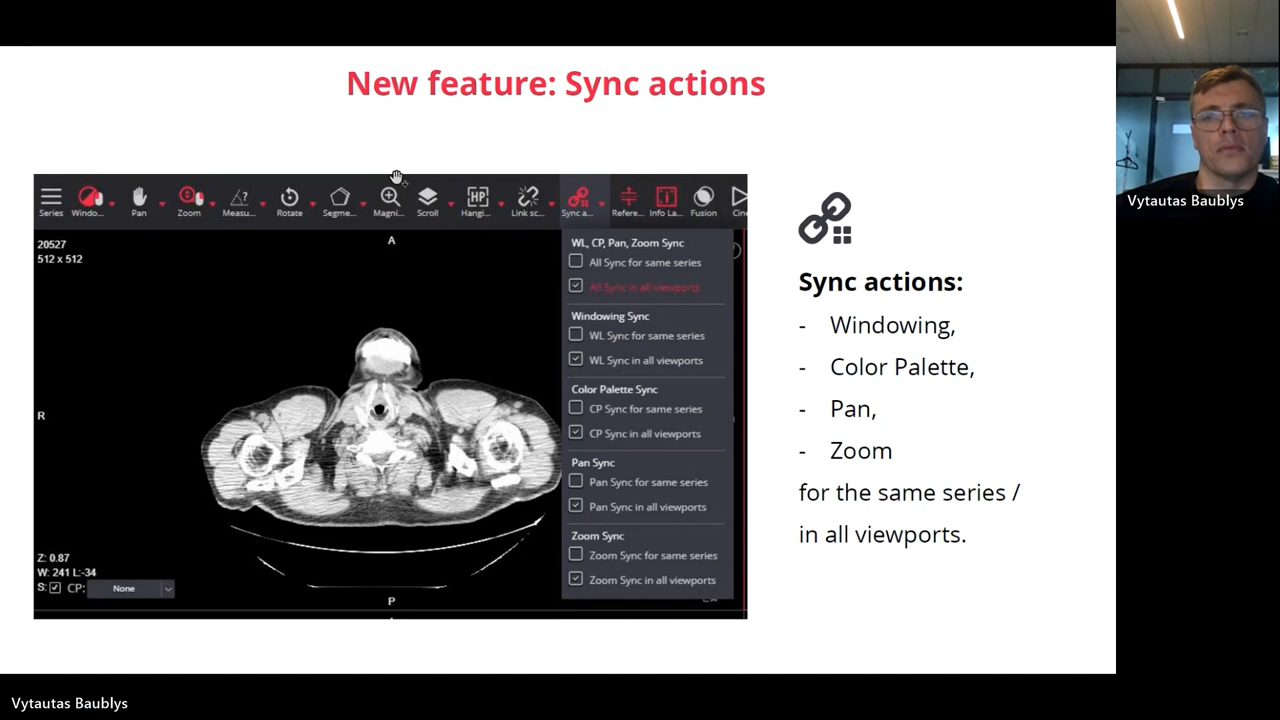 New feature: Sync actions
Series Windo... Pan Zoom Measu... Rotate Segme... Magni... Scroll Hangi... Link sc... Sync a... Refere... Info La... Fusion Cine
HP
20527
512 x 512
A
R
P
Z: 0.87
W: 241 L:-34
S: CP: None
WL, CP, Pan, Zoom Sync
All Sync for same series
All Sync in all viewports
Windowing Sync
WL Sync for same series
WL Sync in all viewports
Color Palette Sync
CP Sync for same series
CP Sync in all viewports
Pan Sync
Pan Sync for same series
Pan Sync in all viewports
Zoom Sync
Zoom Sync for same series
Zoom Sync in all viewports
Sync actions:
- Windowing,
- Color Palette,
- Pan,
- Zoom
for the same series /
in all viewports.
Vytautas Baublys
Vytautas Baublys